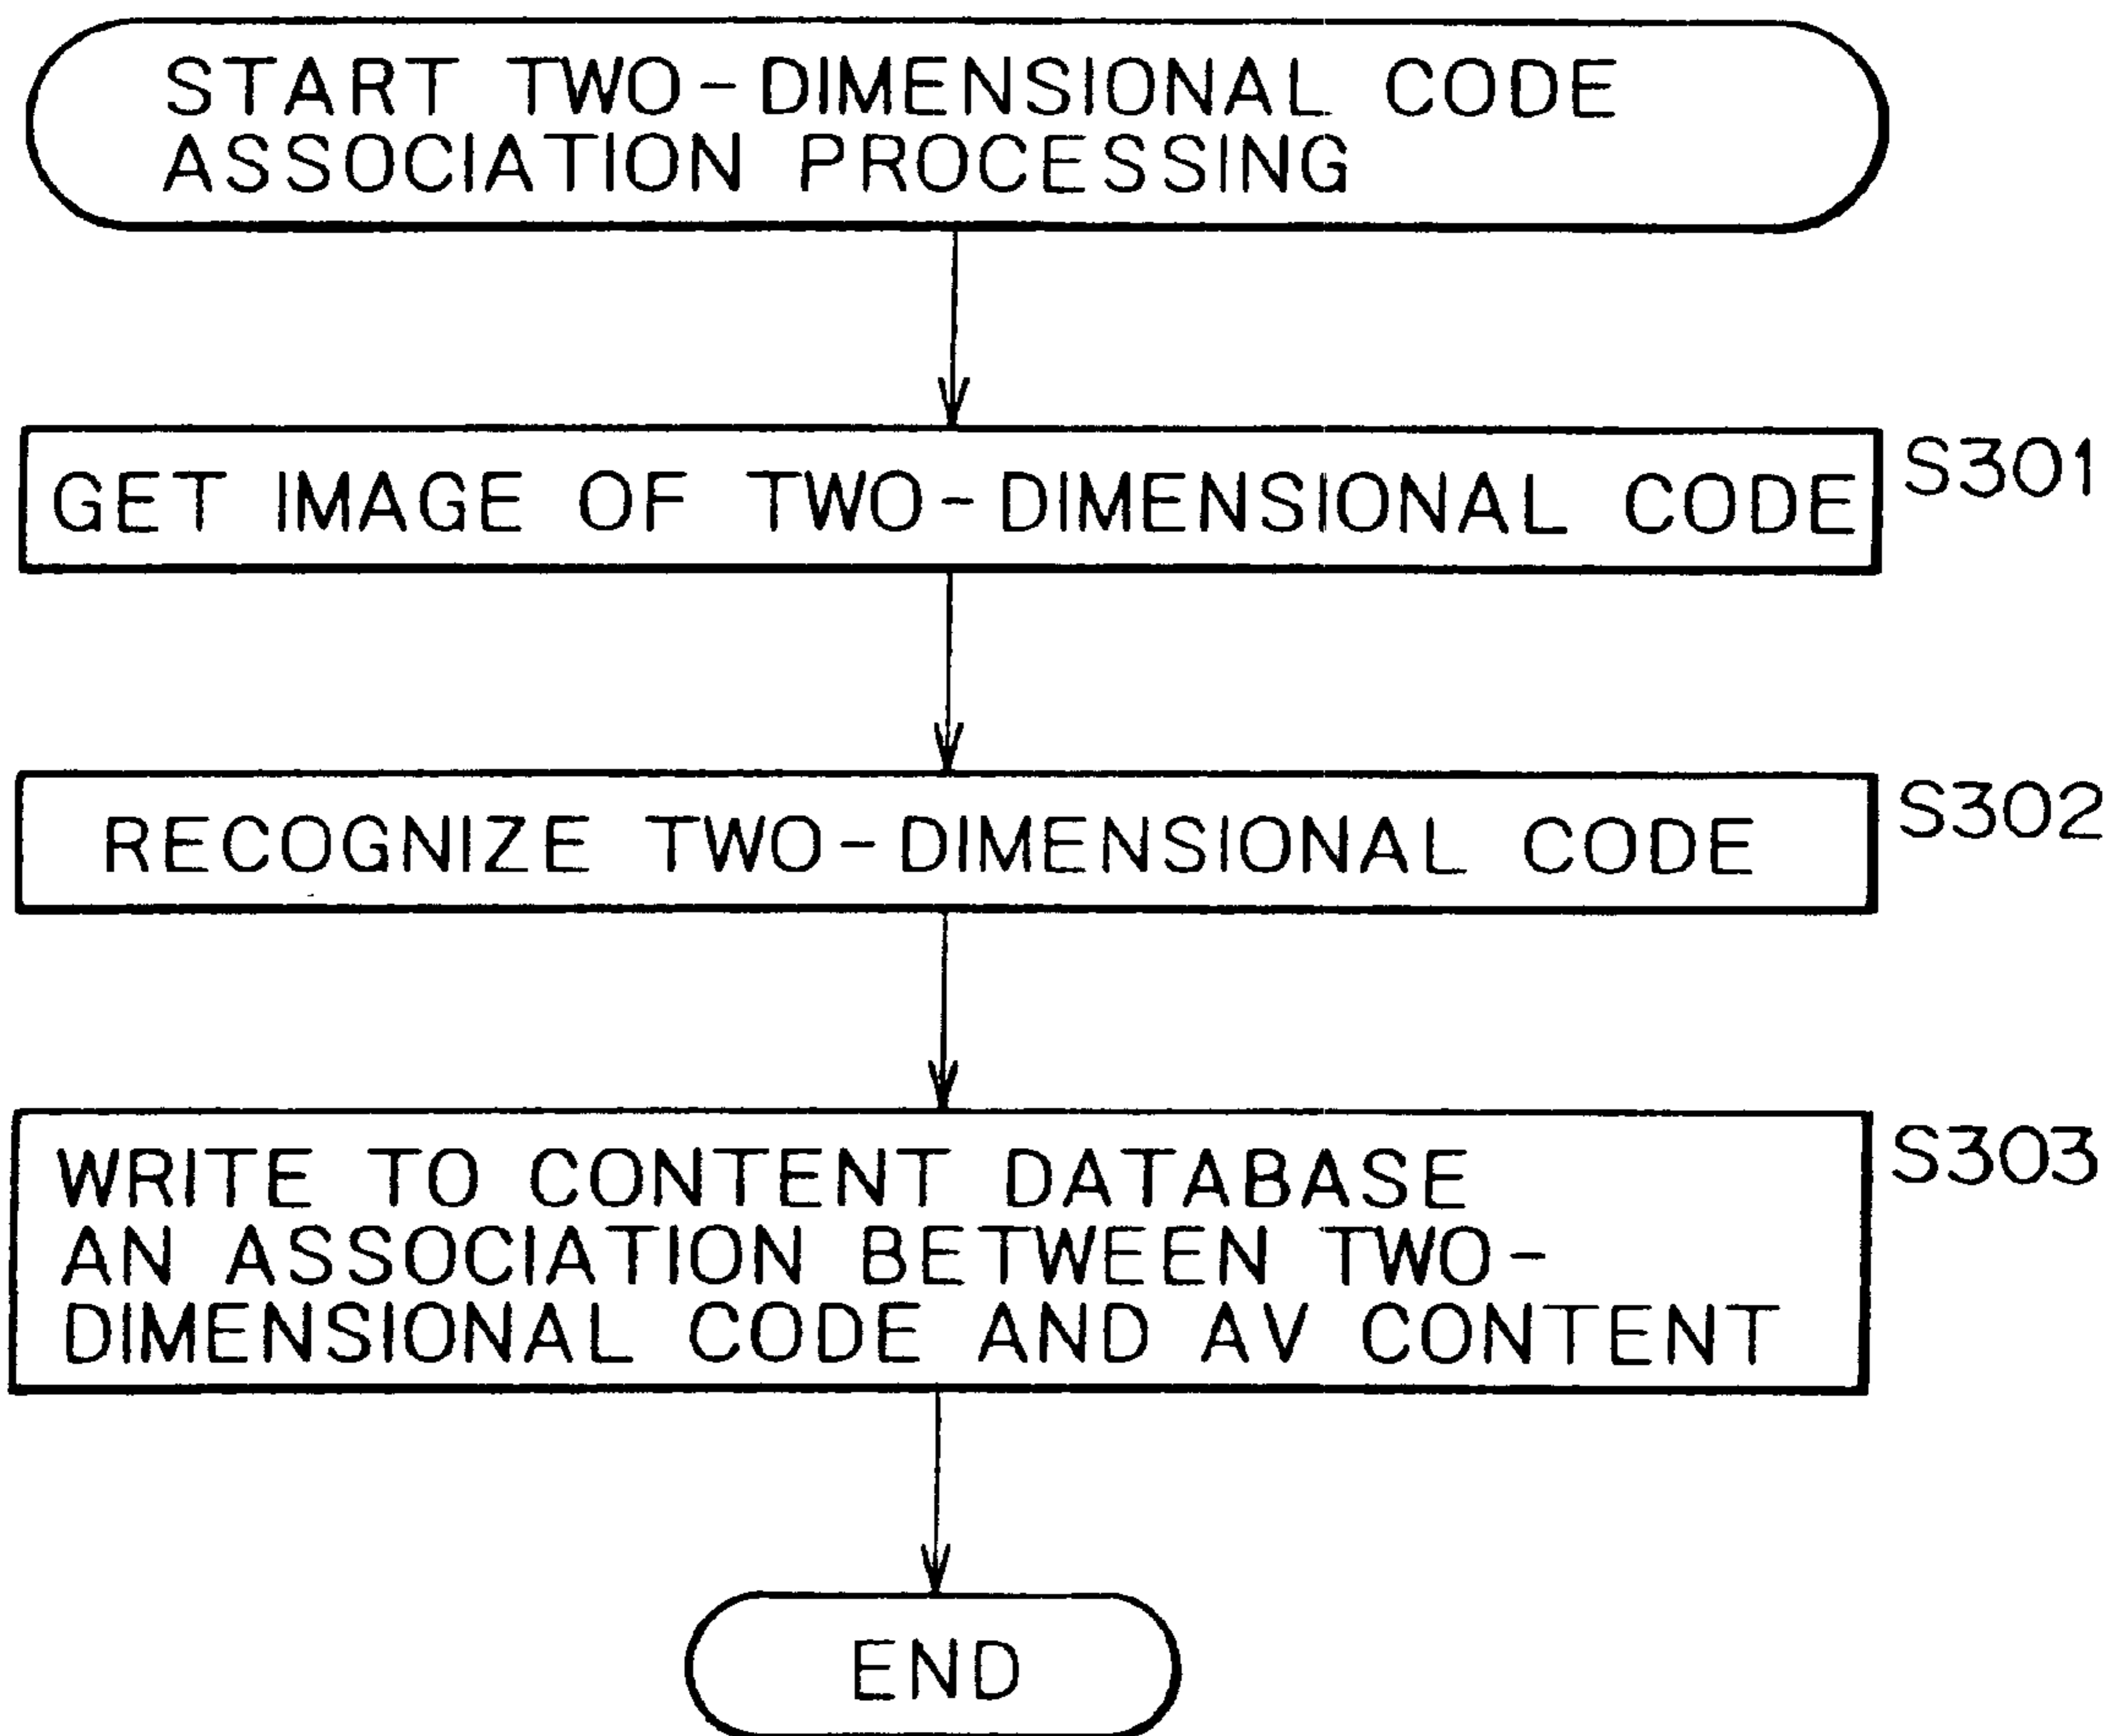 START TWO-DIMENSIONAL CODE
ASSOCIATION PROCESSING
GET IMAGE OF TWO-DIMENSIONAL CODE
S301
RECOGNIZE TWO-DIMENSIONAL CODE
S302
WRITE TO CONTENT DATABASE
AN ASSOCIATION BETWEEN TWO-
DIMENSIONAL CODE AND AV CONTENT
S303
END